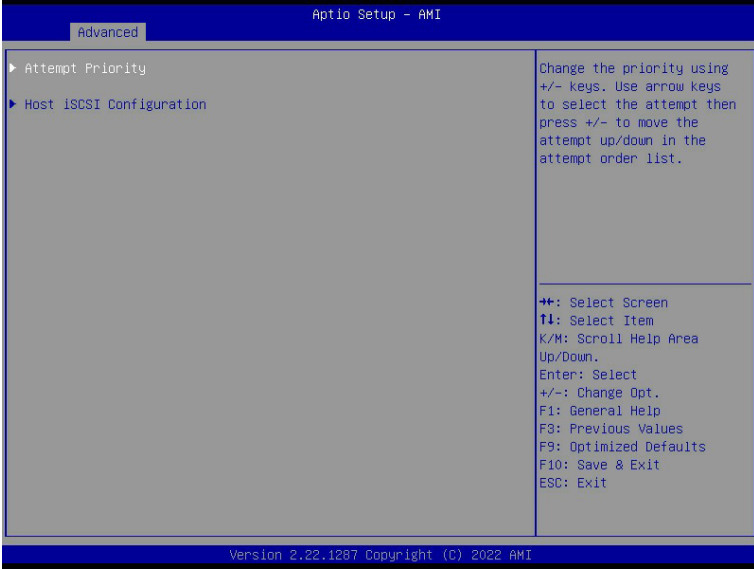 Aptio Setup – AMI
Advanced
▶ Attempt Priority
▶ Host iSCSI Configuration
Change the priority using
+/– keys. Use arrow keys
to select the attempt then
press +/– to move the
attempt up/down in the
attempt order list.
→←: Select Screen
↑↓: Select Item
K/M: Scroll Help Area
Up/Down.
Enter: Select
+/–: Change Opt.
F1: General Help
F3: Previous Values
F9: Optimized Defaults
F10: Save & Exit
ESC: Exit
Version 2.22.1287 Copyright (C) 2022 AMI